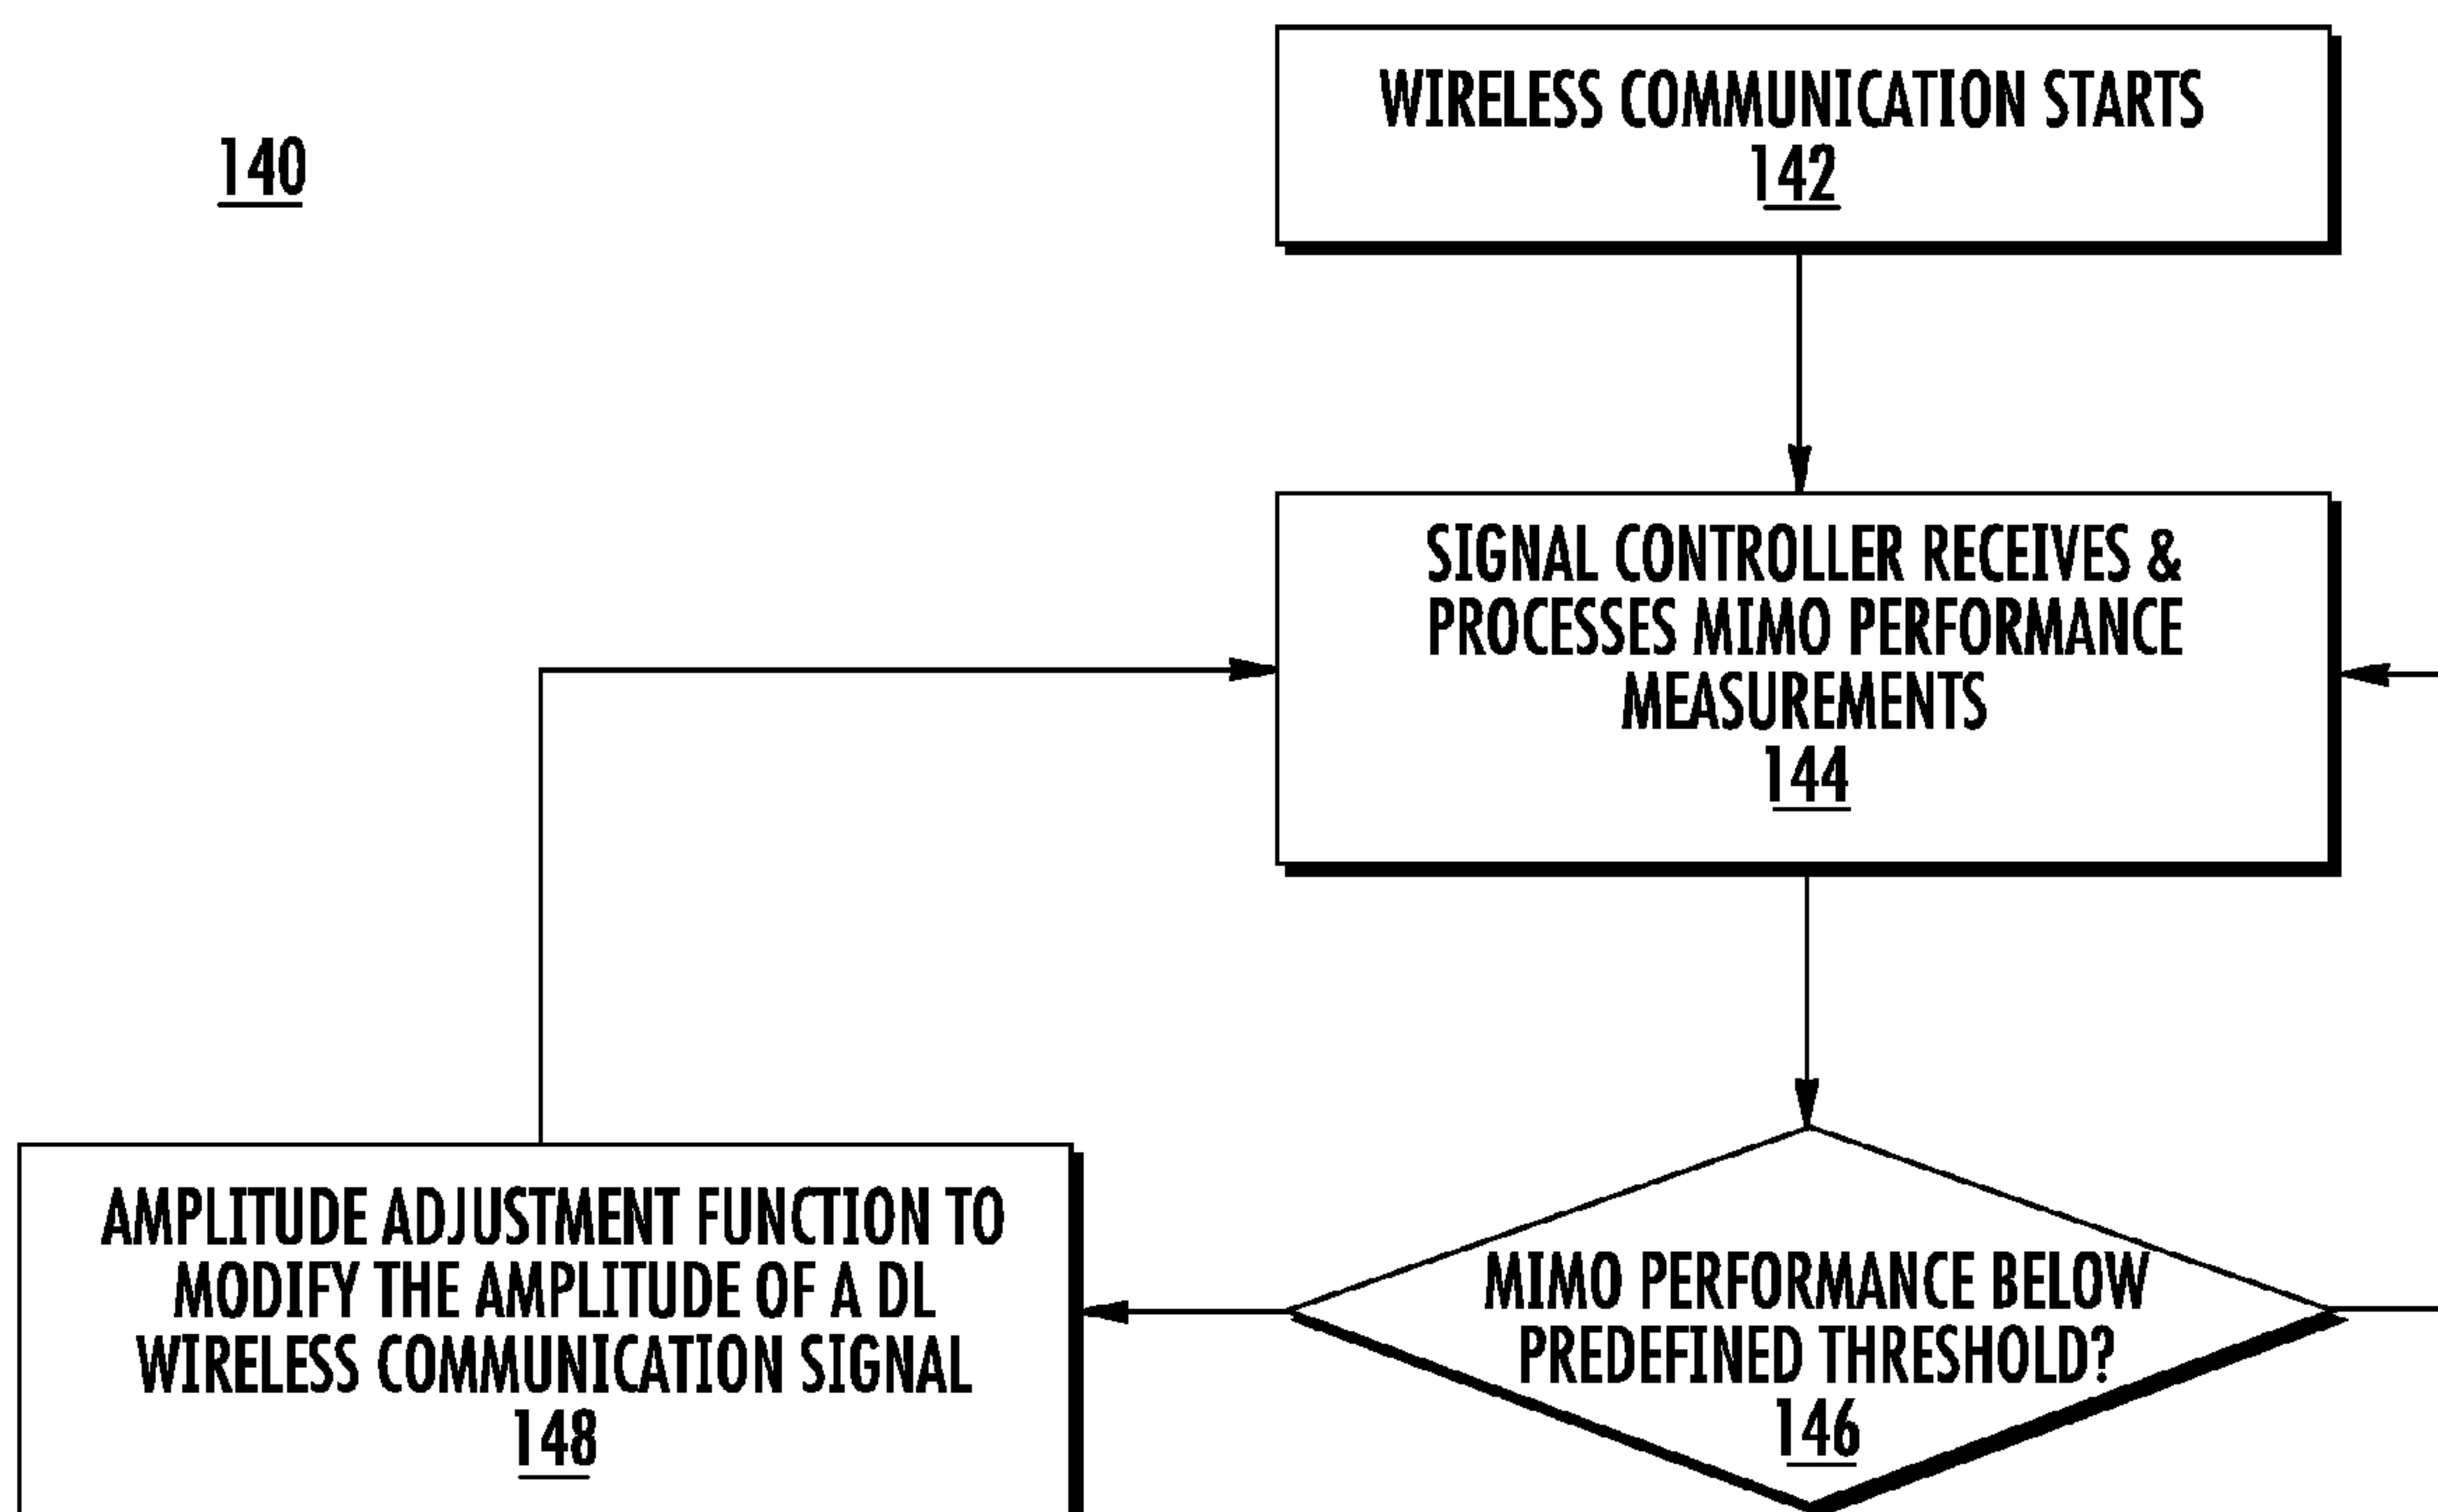 WIRELESS COMMUNICATION STARTS
142
140
SIGNAL CONTROLLER RECEIVES &
PROCESSES MIMO PERFORMANCE
MEASUREMENTS
144
AMPLITUDE ADJUSTMENT FUNCTION TO
MODIFY THE AMPLITUDE OF A DL
WIRELESS COMMUNICATION SIGNAL
148
MIMO PERFORMANCE BELOW
PREDEFINED THRESHOLD?
146